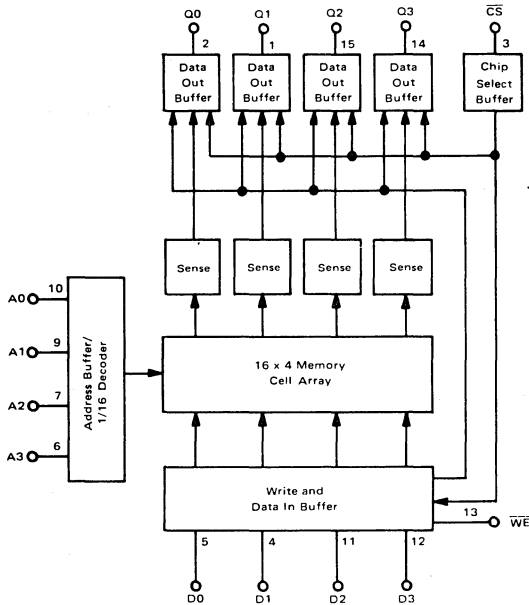 Q0 Q1 Q2 Q3 C̅S̅
2 1 15 14 3
Data Out Buffer
Data Out Buffer
Data Out Buffer
Data Out Buffer
Chip Select Buffer
Sense Sense Sense Sense
A0 10
A1 9
A2 7
A3 6
Address Buffer/
1/16 Decoder
16 x 4 Memory
Cell Array
Write and
Data In Buffer
13 W̅E̅
5 4 11 12
D0 D1 D2 D3